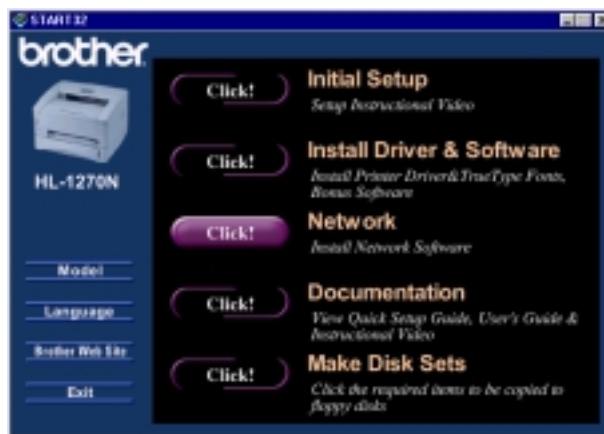 START32
brother
HL-1270N
Model
Language
Brother Web Site
Exit
Click!
Initial Setup
Setup Instructional Video
Click!
Install Driver & Software
Install Printer Driver&TrueType Fonts,
Bonus Software
Click!
Network
Install Network Software
Click!
Documentation
View Quick Setup Guide, User's Guide &
Instructional Video
Click!
Make Disk Sets
Click the required items to be copied to
floppy disks